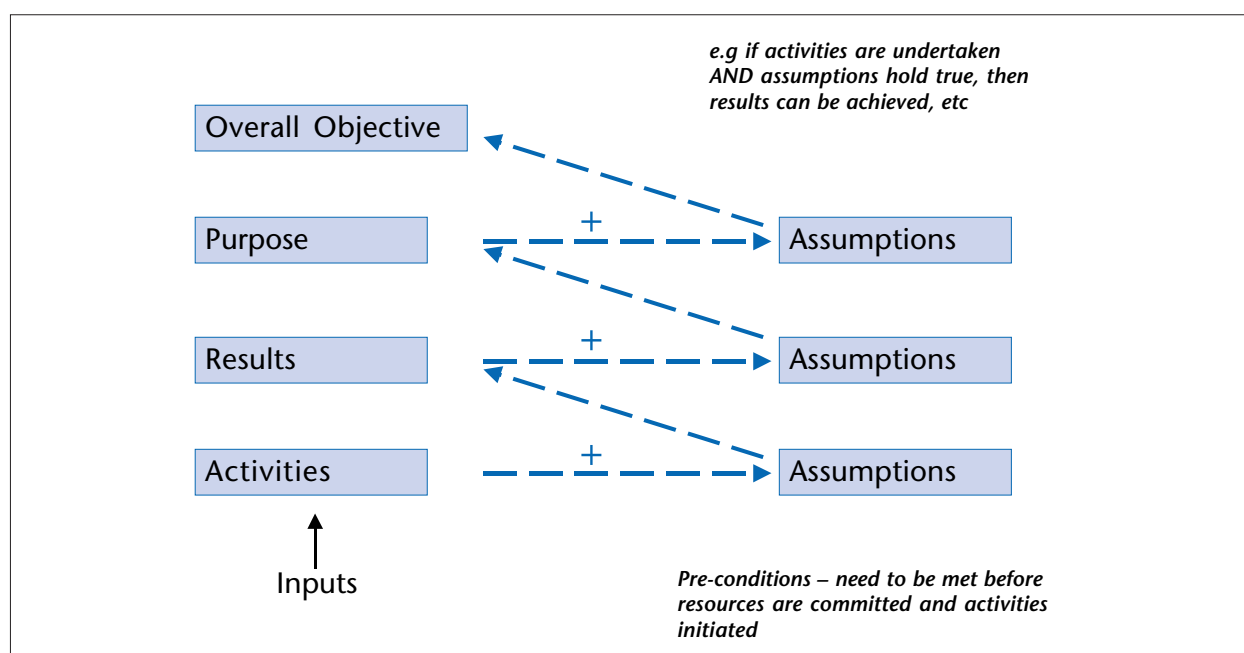 e.g if activities are undertaken
AND assumptions hold true, then
results can be achieved, etc
Overall Objective
+
Purpose
Assumptions
+
Results
Assumptions
+
Activities
Assumptions
Inputs
Pre-conditions – need to be met before
resources are committed and activities
initiated